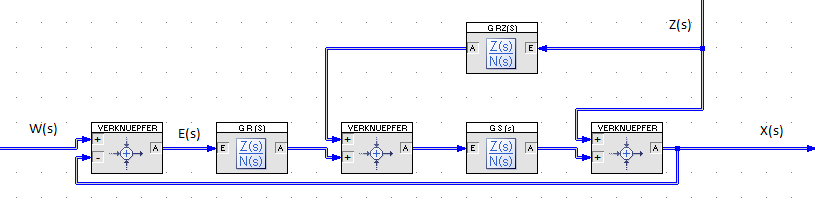 G RZ(S)
Z(s)
A
Z(s)
E
N(s)
W(s)
VERKNUEPFER
E(s)
G R (S)
VERKNUEPFER
G S (s)
VERKNUEPFER
X(s)
+
-
A
E
Z(s)
N(s)
A
+
+
A
E
Z(s)
N(s)
A
+
+
A